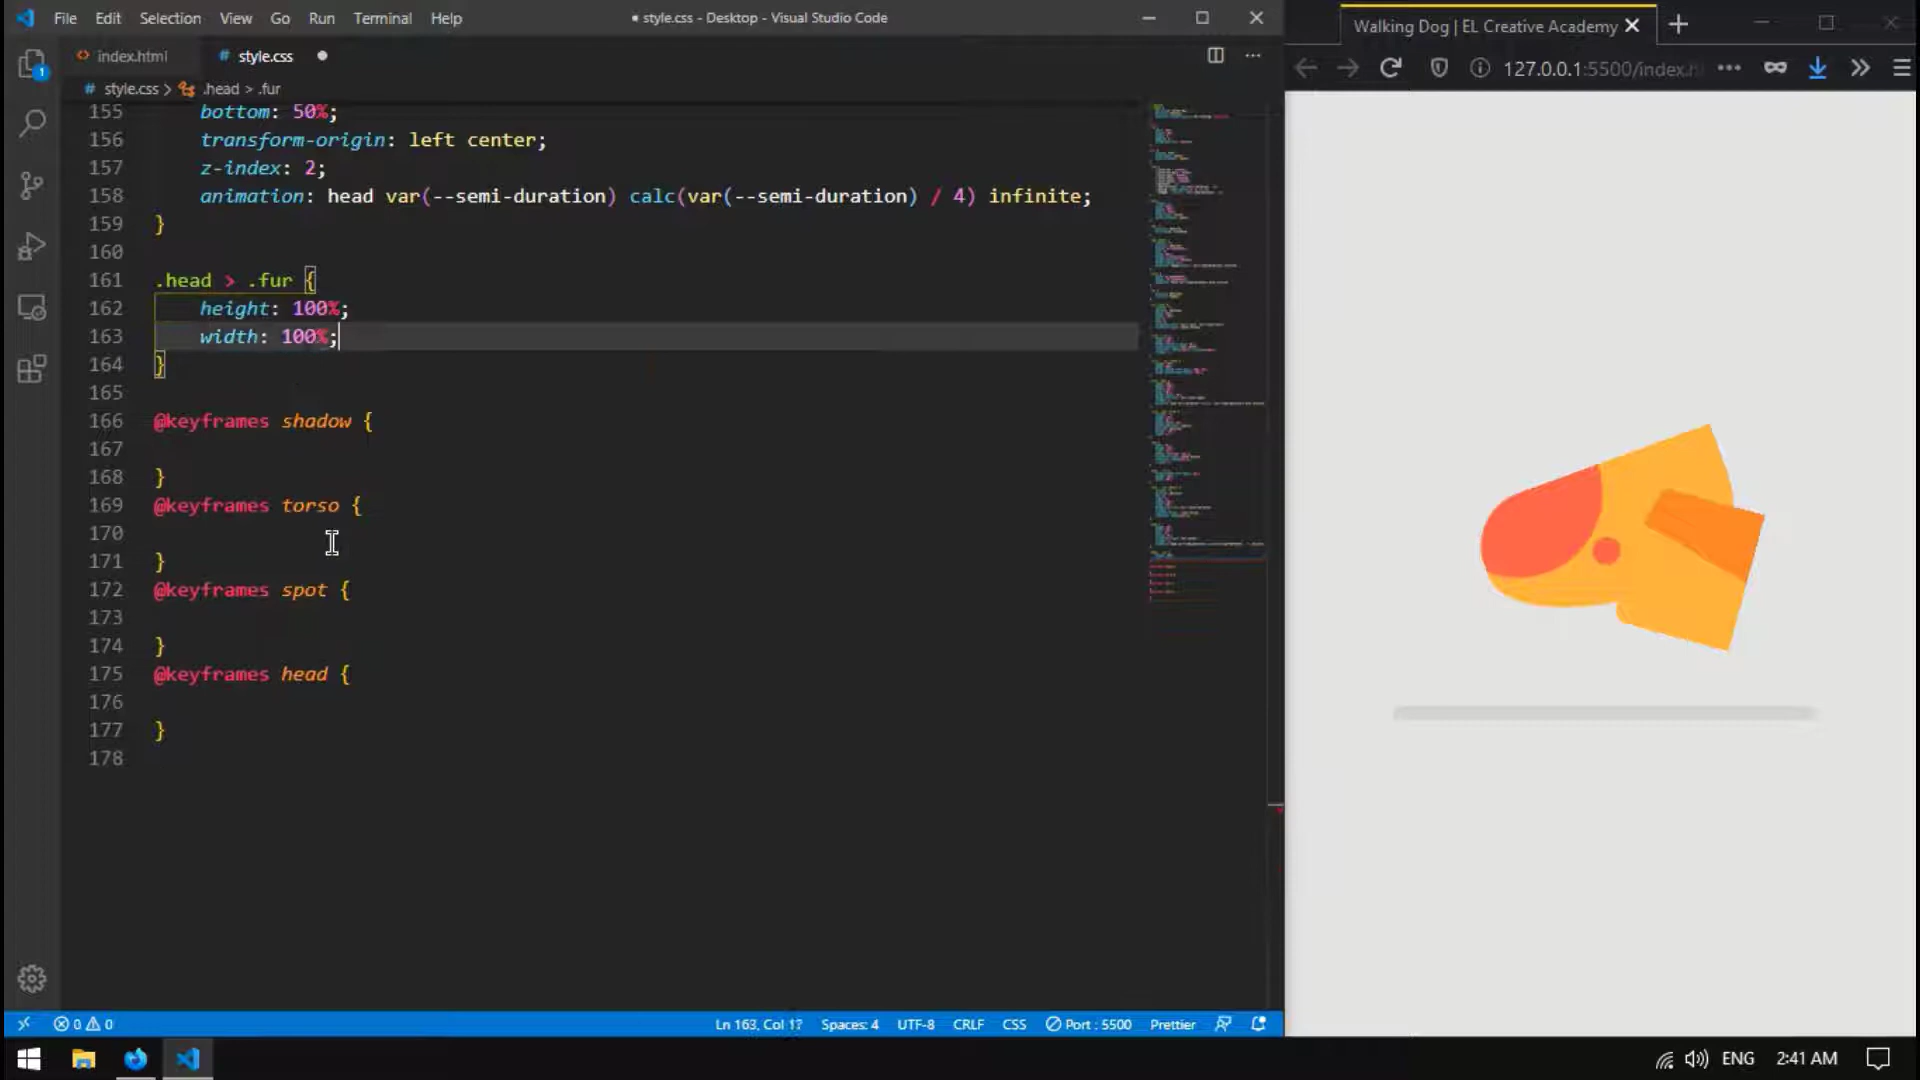 File Edit Selection View Go Run Terminal Help
● style.css - Desktop - Visual Studio Code
index.html
# style.css
# style.css > .head > .fur
155 bottom: 50%;
156 transform-origin: left center;
157 z-index: 2;
158 animation: head var(--semi-duration) calc(var(--semi-duration) / 4) infinite;
159 }
160
161 .head > .fur {
162 height: 100%;
163 width: 100%;
164 }
165
166 @keyframes shadow {
167
168 }
169 @keyframes torso {
170
171 }
172 @keyframes spot {
173
174 }
175 @keyframes head {
176
177 }
178
1
0 0
Ln 163, Col 17 Spaces: 4 UTF-8 CRLF CSS Port : 5500 Prettier
Walking Dog | EL Creative Academy
127.0.0.1:5500/index.h
ENG 2:41 AM